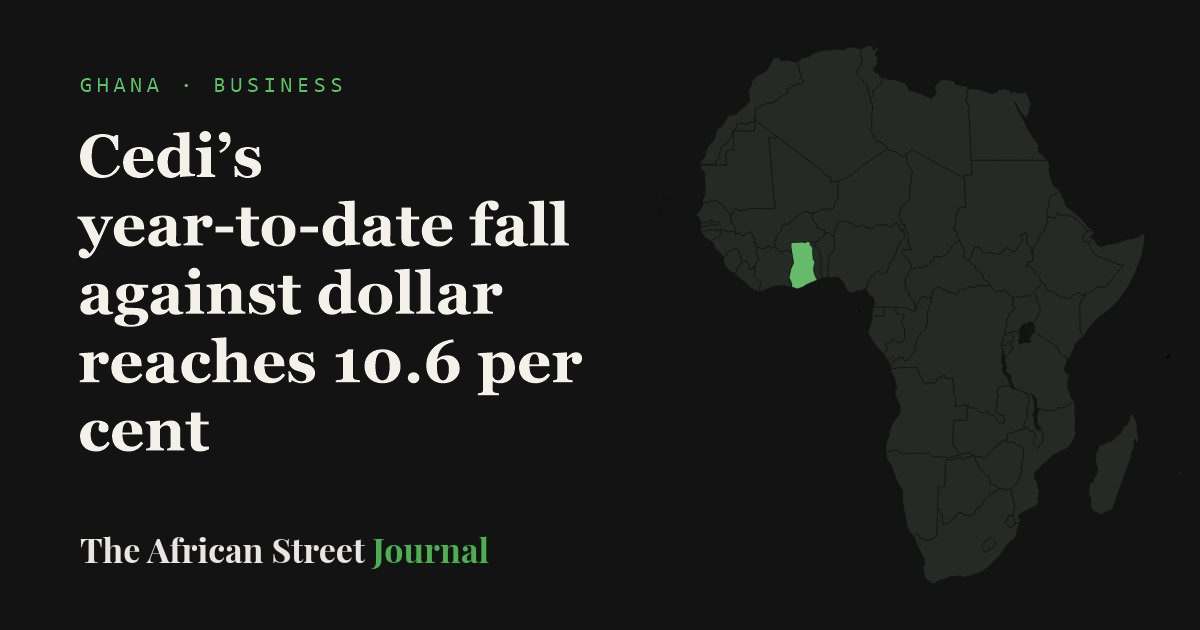 GHANA · BUSINESS
Cedi’s
year-to-date fall
against dollar
reaches 10.6 per
cent
The African Street Journal